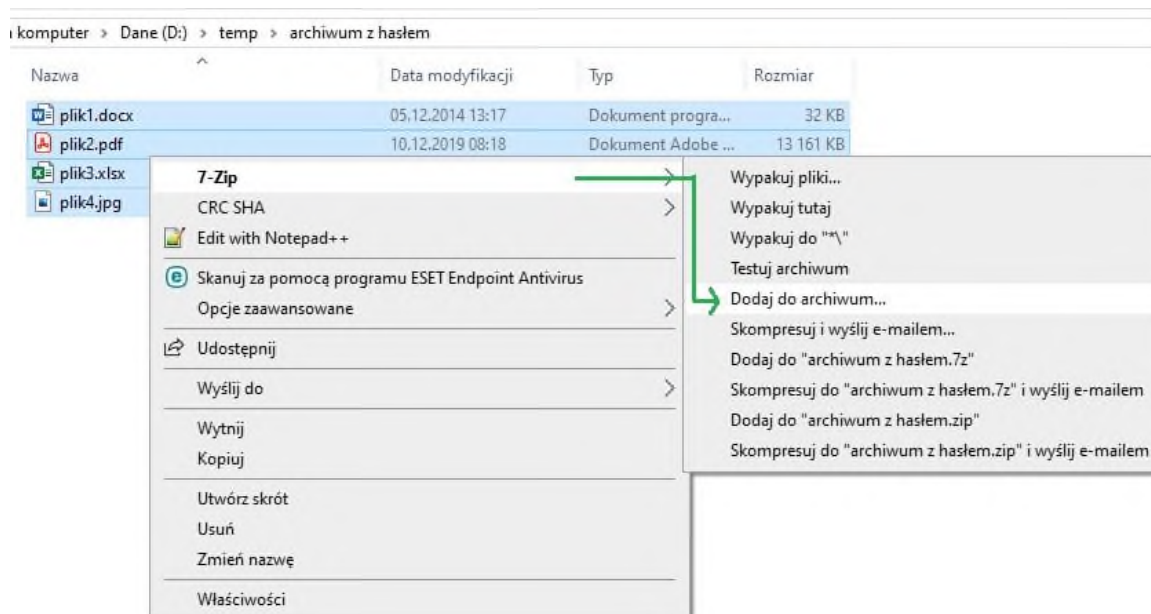 komputer > Dane (D:) > temp > archiwum z hasłem
Nazwa Data modyfikacji Typ Rozmiar
plik1.docx 05.12.2014 13:17 Dokument progra... 32 KB
plik2.pdf 10.12.2019 08:18 Dokument Adobe ... 13 161 KB
plik3.xlsx
plik4.jpg
7-Zip
CRC SHA
Edit with Notepad++
Skanuj za pomocą programu ESET Endpoint Antivirus
Opcje zaawansowane
Udostępnij
Wyślij do
Wytnij
Kopiuj
Utwórz skrót
Usuń
Zmień nazwę
Właściwości
Wypakuj pliki...
Wypakuj tutaj
Wypakuj do "*\"
Testuj archiwum
Dodaj do archiwum...
Skompresuj i wyślij e-mailem...
Dodaj do "archiwum z hasłem.7z"
Skompresuj do "archiwum z hasłem.7z" i wyślij e-mailem
Dodaj do "archiwum z hasłem.zip"
Skompresuj do "archiwum z hasłem.zip" i wyślij e-mailem